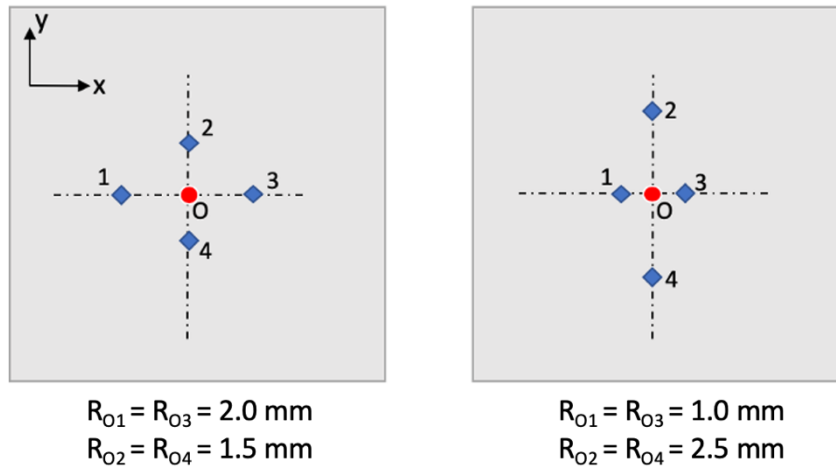 y
x
2
1
3
O
4
R_O1 = R_O3 = 2.0 mm
R_O2 = R_O4 = 1.5 mm
2
1
3
O
4
R_O1 = R_O3 = 1.0 mm
R_O2 = R_O4 = 2.5 mm